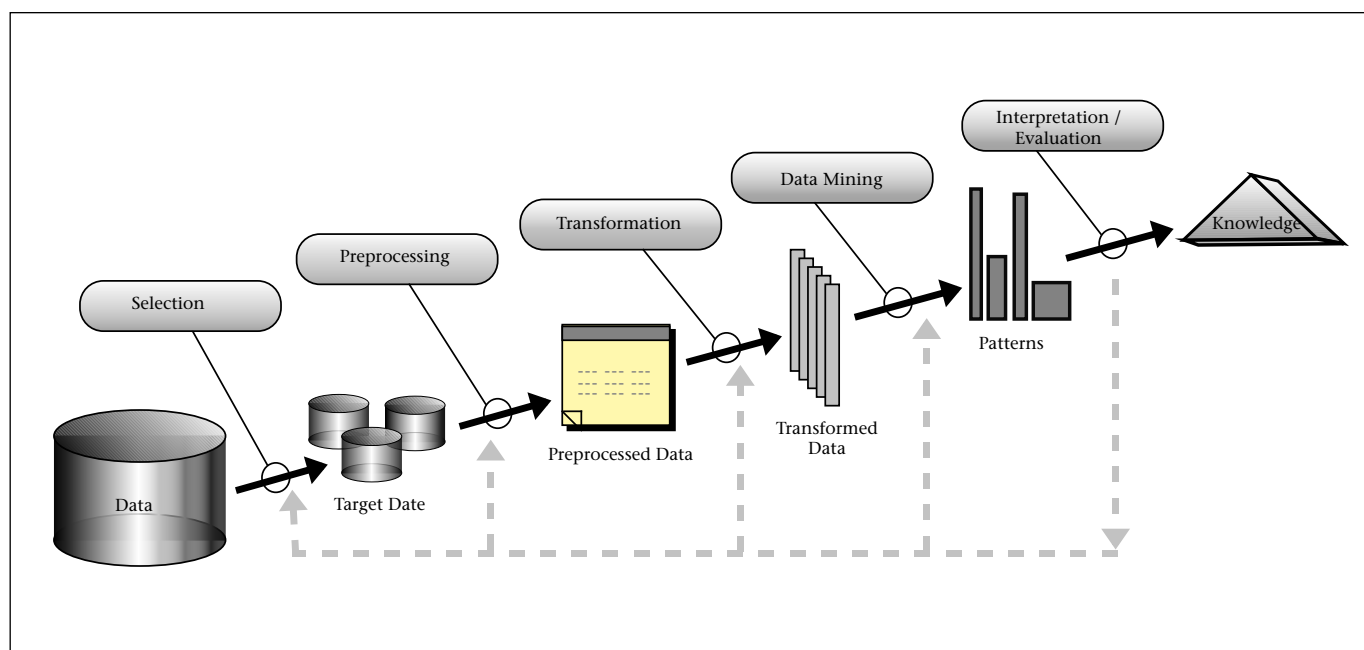 Interpretation /
Evaluation
Data Mining
Transformation
Preprocessing
Selection
Knowledge
Patterns
Transformed
Data
Preprocessed Data
Target Date
Data